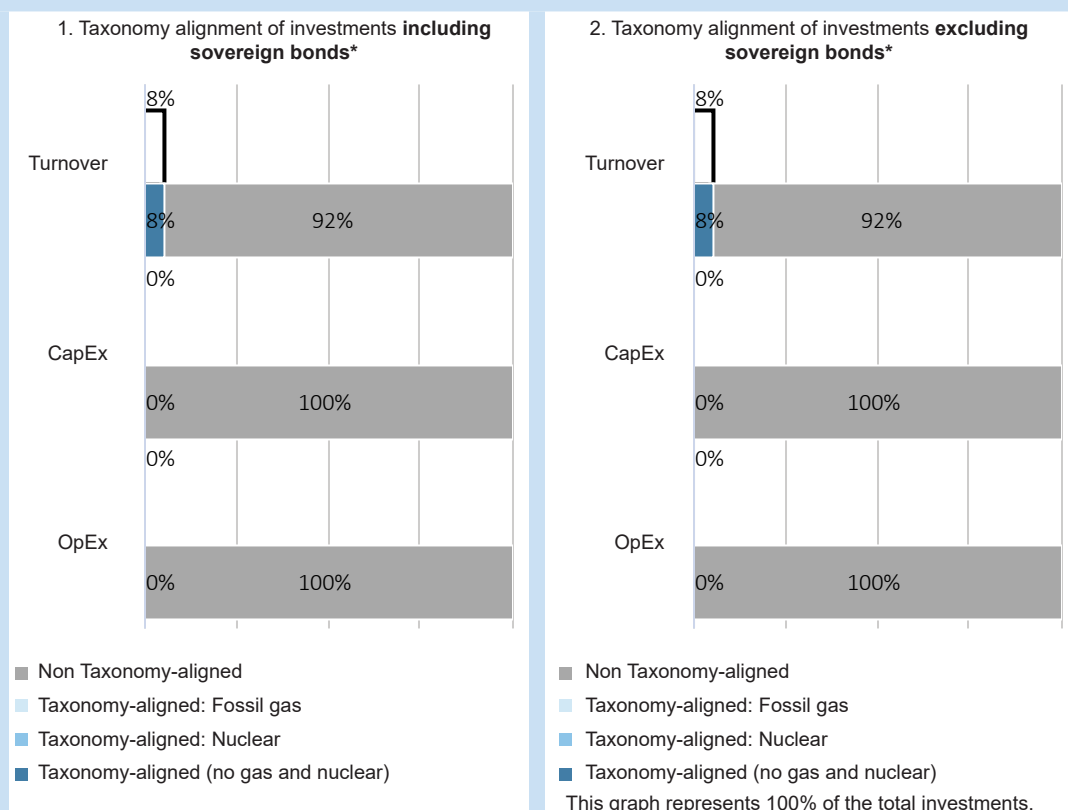 1. Taxonomy alignment of investments including
sovereign bonds*
8%
Turnover
8%
92%
0%
CapEx
0%
100%
0%
OpEx
0%
100%
Non Taxonomy-aligned
Taxonomy-aligned: Fossil gas
Taxonomy-aligned: Nuclear
Taxonomy-aligned (no gas and nuclear)
2. Taxonomy alignment of investments excluding
sovereign bonds*
8%
Turnover
8%
92%
0%
CapEx
0%
100%
0%
OpEx
0%
100%
Non Taxonomy-aligned
Taxonomy-aligned: Fossil gas
Taxonomy-aligned: Nuclear
Taxonomy-aligned (no gas and nuclear)
This graph represents 100% of the total investments.